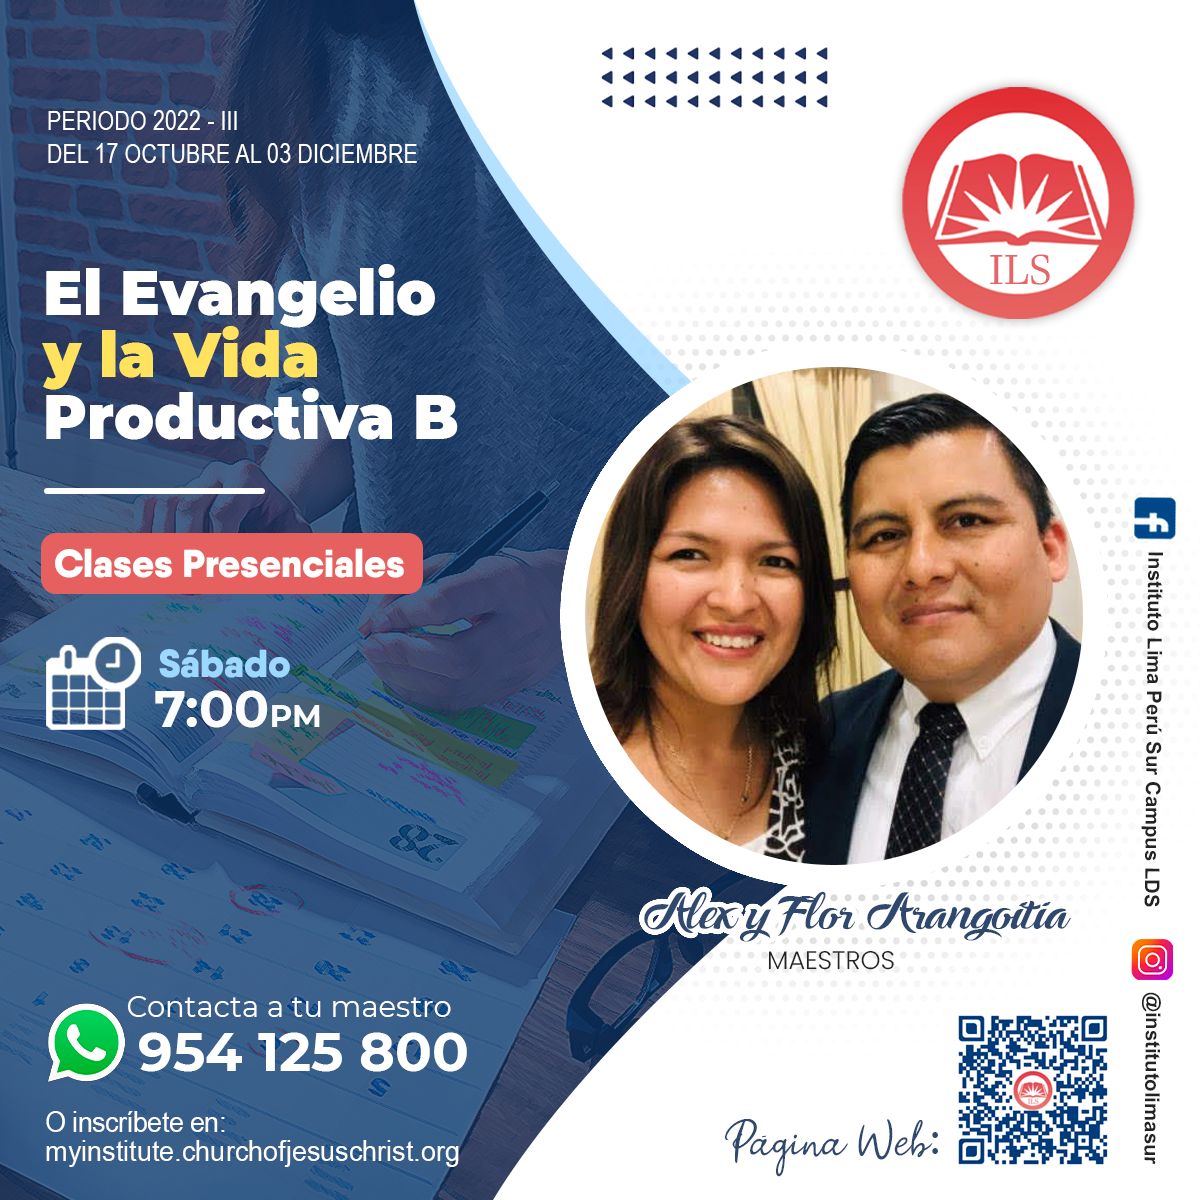 PERIODO 2022 - III
DEL 17 OCTUBRE AL 03 DICIEMBRE
ILS
El Evangelio
y la Vida
Productiva B
Clases Presenciales
Sábado
7:00PM
28
Alex y Flor Arangoitia
MAESTROS
Contacta a tu maestro
954 125 800
O inscríbete en:
myinstitute.churchofjesuschrist.org
Página Web:
ILS
Instituto Lima Perú Sur Campus LDS
@institutolimasur